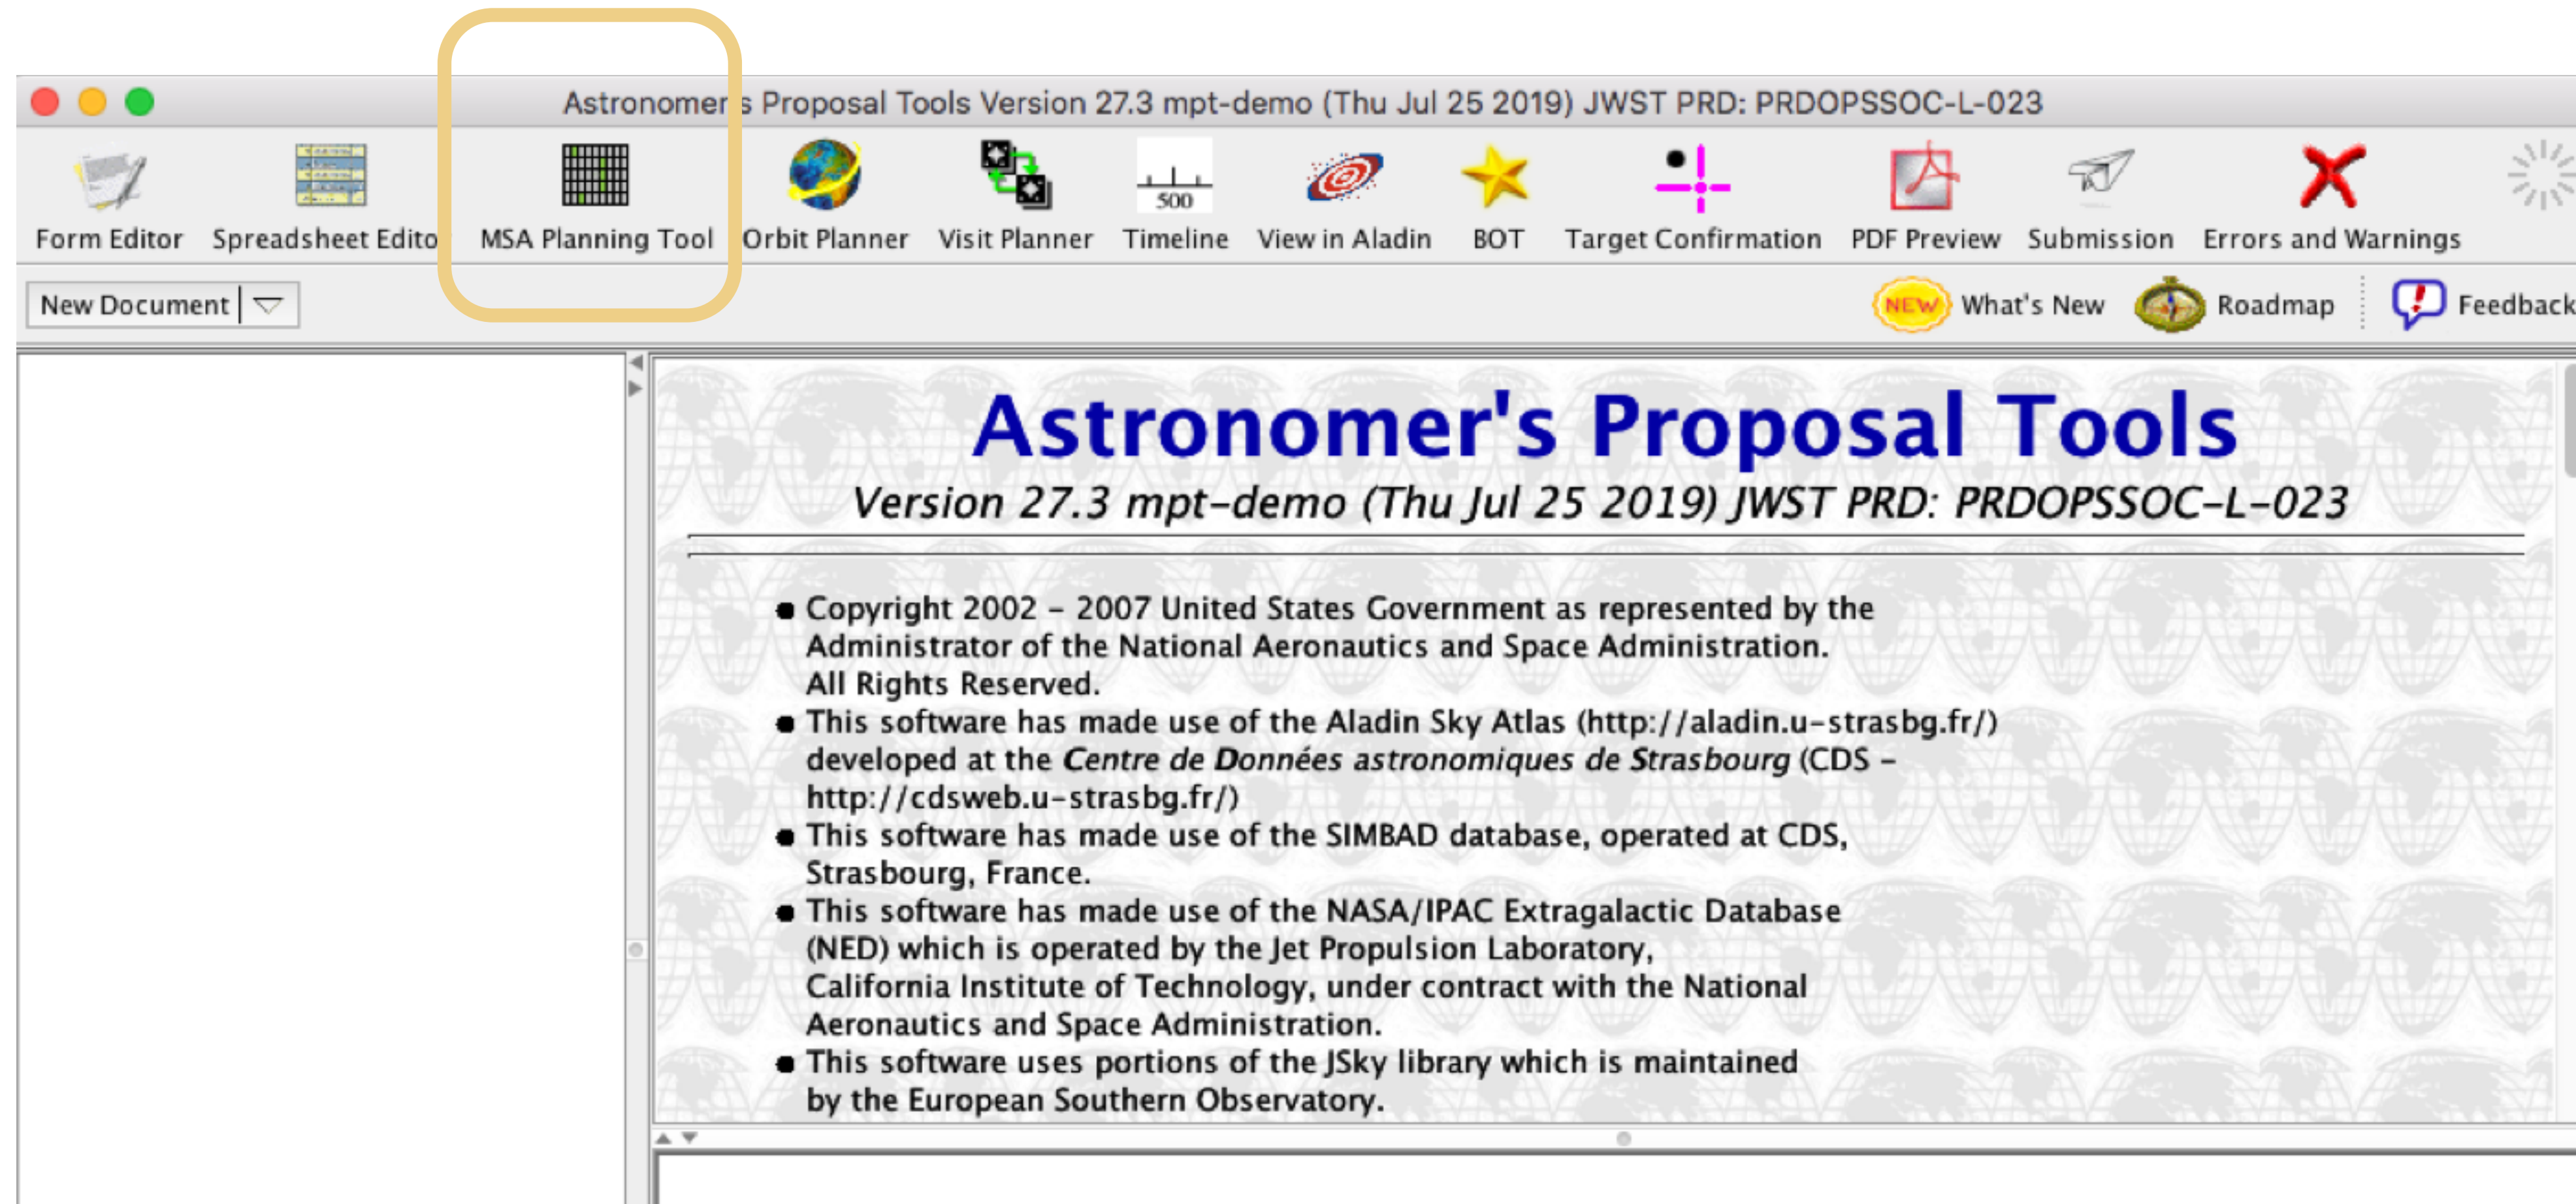 Astronomer's Proposal Tools Version 27.3 mpt-demo (Thu Jul 25 2019) JWST PRD: PRDOPSSOC-L-023
500
Form Editor Spreadsheet Edito MSA Planning Tool Orbit Planner Visit Planner Timeline View in Aladin BOT Target Confirmation PDF Preview Submission Errors and Warnings
New Document NEW What's New Roadmap Feedback
Astronomer's Proposal Tools
Version 27.3 mpt-demo (Thu Jul 25 2019) JWST PRD: PRDOPSSOC-L-023
● Copyright 2002 - 2007 United States Government as represented by the
Administrator of the National Aeronautics and Space Administration.
All Rights Reserved.
● This software has made use of the Aladin Sky Atlas (http://aladin.u-strasbg.fr/)
developed at the Centre de Données astronomiques de Strasbourg (CDS -
http://cdsweb.u-strasbg.fr/)
● This software has made use of the SIMBAD database, operated at CDS,
Strasbourg, France.
● This software has made use of the NASA/IPAC Extragalactic Database
(NED) which is operated by the Jet Propulsion Laboratory,
California Institute of Technology, under contract with the National
Aeronautics and Space Administration.
● This software uses portions of the JSky library which is maintained
by the European Southern Observatory.